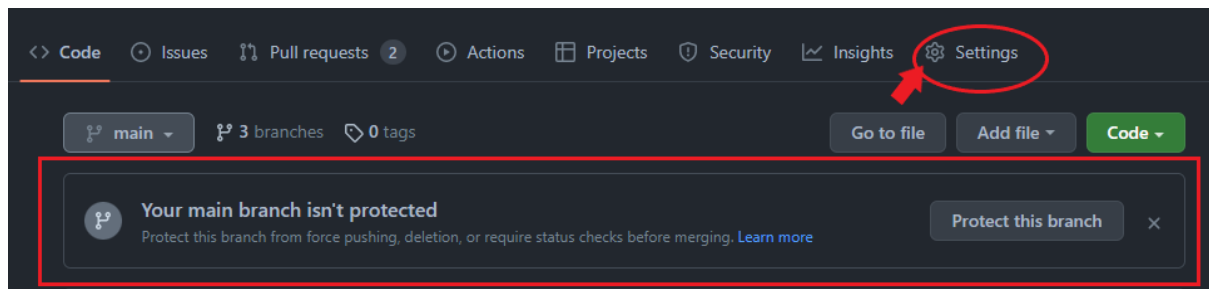 Code Issues Pull requests 2 Actions Projects Security Insights Settings
main 3 branches 0 tags Go to file Add file Code
Your main branch isn't protected
Protect this branch from force pushing, deletion, or require status checks before merging. Learn more
Protect this branch